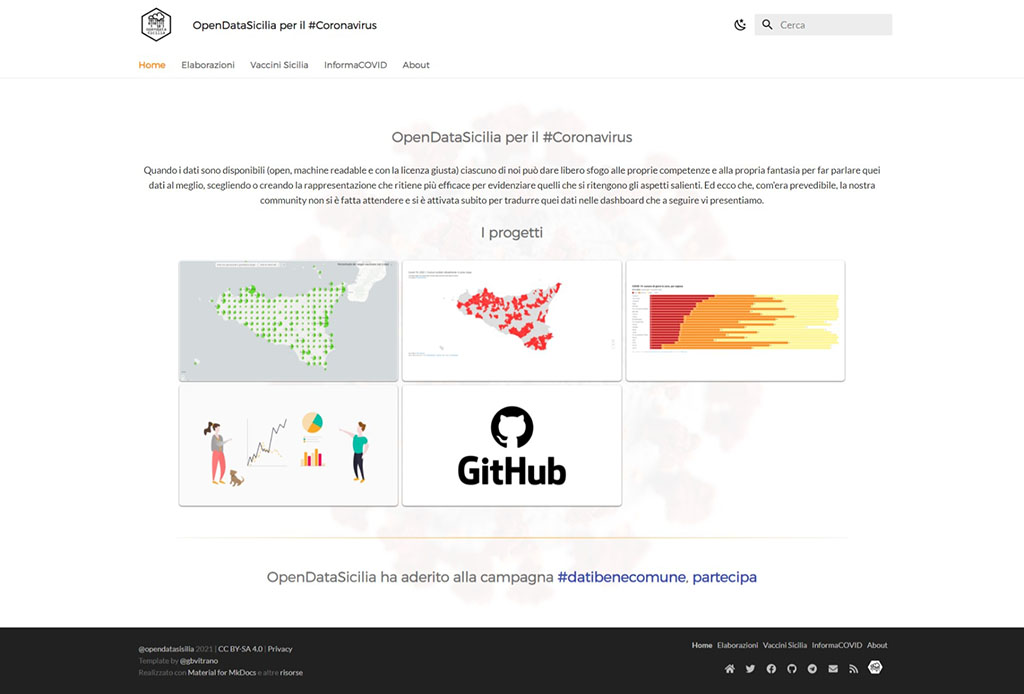 OpenDataSicilia per il #Coronavirus
Cerca
Home Elaborazioni Vaccini Sicilia InformaCOVID About
OpenDataSicilia per il #Coronavirus
Quando i dati sono disponibili (open, machine readable e con la licenza giusta) ciascuno di noi può dare libero sfogo alle proprie competenze e alla propria fantasia per far parlare quei
dati al meglio, scegliendo o creando la rappresentazione che ritiene più efficace per evidenziare quelli che si ritengono gli aspetti salienti. Ed ecco che, com'era prevedibile, la nostra
community non si è fatta attendere e si è attivata subito per tradurre quei dati nelle dashboard che a seguire vi presentiamo.
I progetti
GitHub
OpenDataSicilia ha aderito alla campagna #datibenecomune, partecipa
@opendatasisilia 2021 | CC BY-SA 4.0 | Privacy
Template by @gbvitrano
Realizzato con Material for MkDocs e altre risorse
Home Elaborazioni Vaccini Sicilia InformaCOVID About